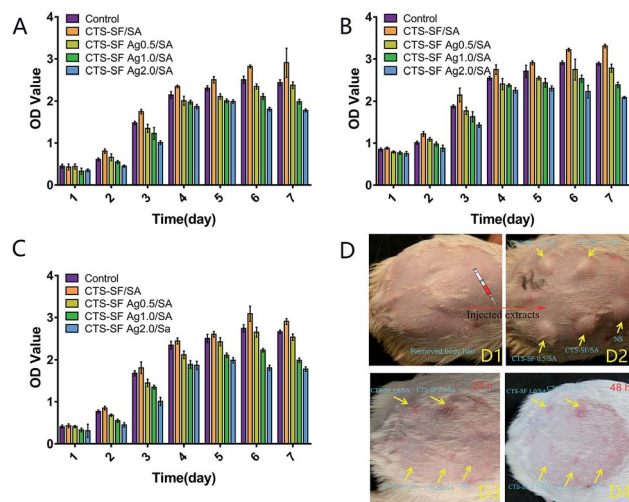 A
Control
CTS-SF/SA
CTS-SF Ag0.5/SA
CTS-SF Ag1.0/SA
CTS-SF Ag2.0/SA
OD Value
4
3
2
1
0
1 2 3 4 5 6 7
Time(day)
B
Control
CTS-SF/SA
CTS-SF Ag0.5/SA
CTS-SF Ag1.0/SA
CTS-SF Ag2.0/SA
OD Value
4
3
2
1
0
1 2 3 4 5 6 7
Time(day)
C
Control
CTS-SF/SA
CTS-SF Ag0.5/SA
CTS-SF Ag1.0/SA
CTS-SF Ag2.0/Sa
OD Value
4
3
2
1
0
1 2 3 4 5 6 7
Time(day)
D
Injected extracts
Removed body hair
D1
NS
CTS-SF/SA
CTS-SF 0.5/SA
D2
24 h
D3
CTS-SF 1.0/SA
48 h
D4